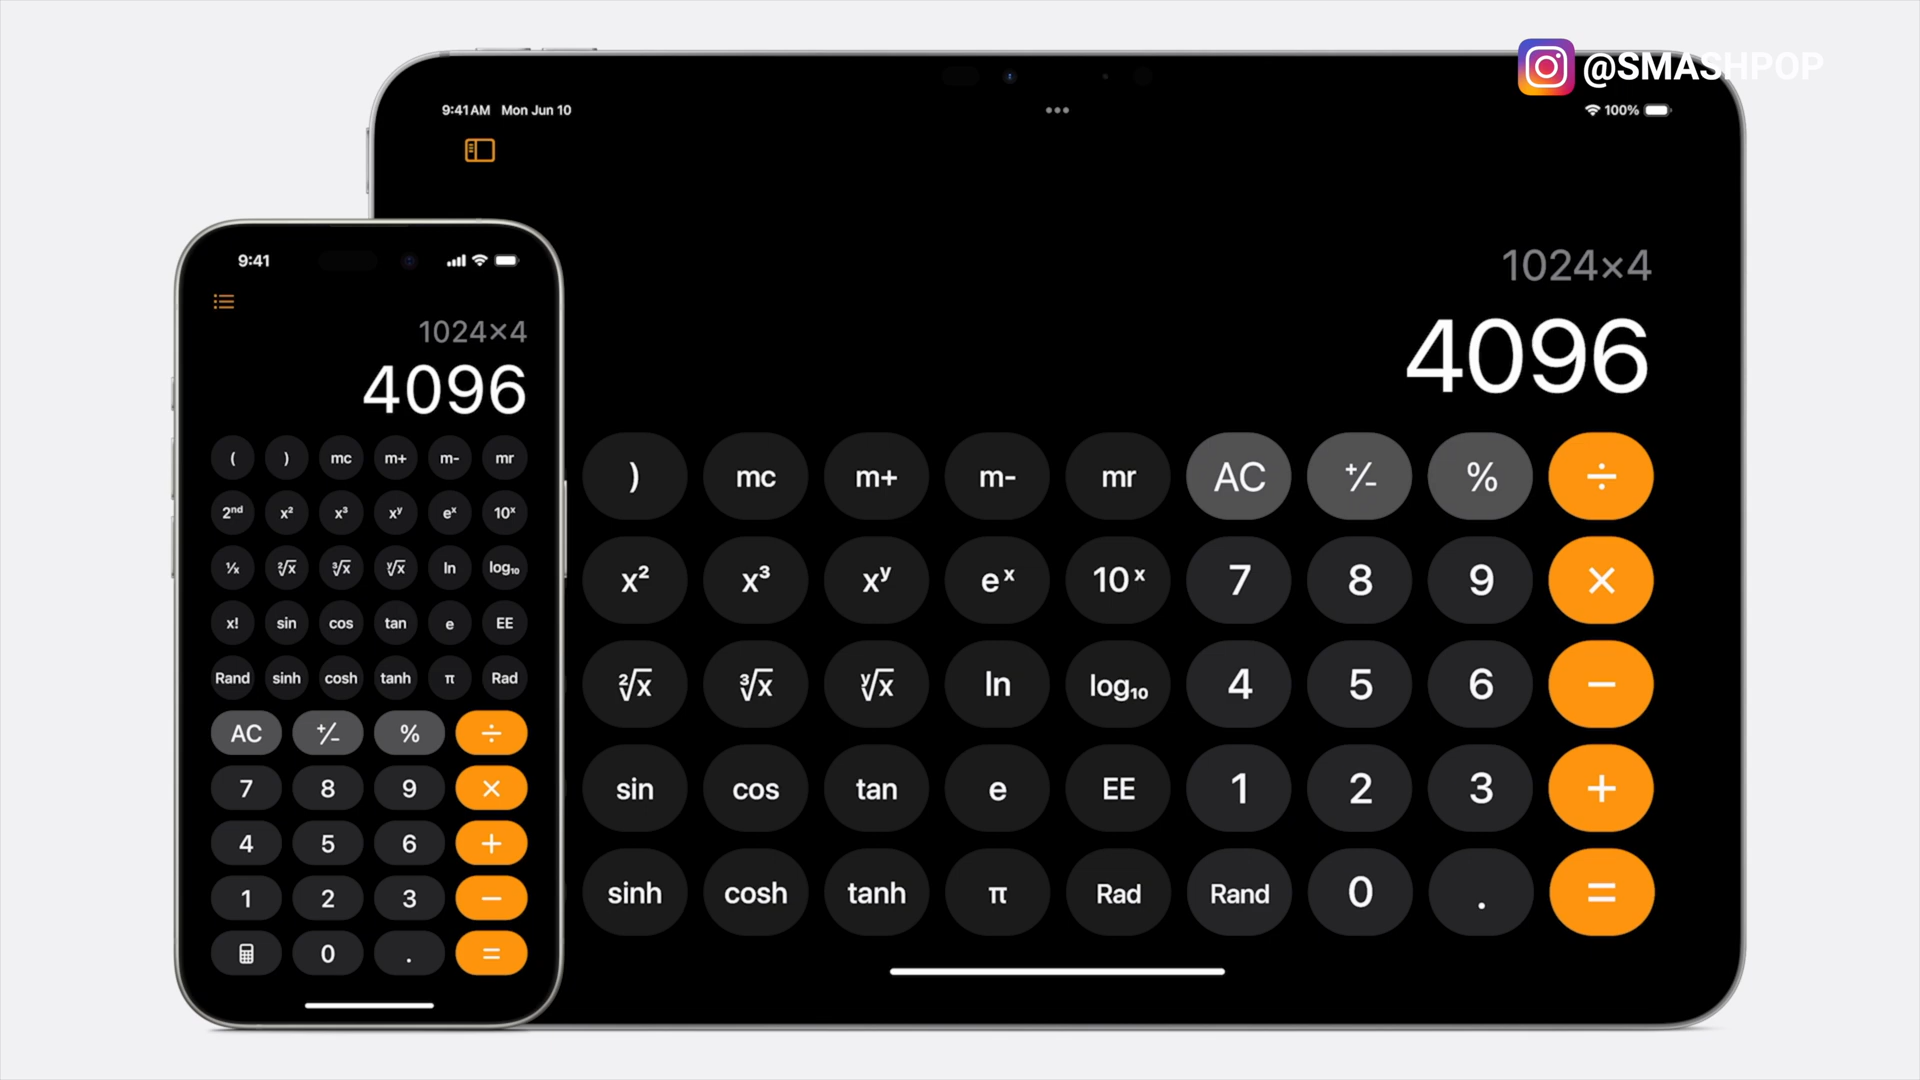 @SMASHPOP
9:41 AM Mon Jun 10
100%
1024×4
4096
) mc m+ m- mr AC +/- % ÷
x² x³ xʸ eˣ 10ˣ 7 8 9 ×
²√x ³√x ʸ√x ln log₁₀ 4 5 6 −
sin cos tan e EE 1 2 3 +
sinh cosh tanh π Rad Rand 0 . =
9:41
1024×4
4096
( ) mc m+ m- mr
2ⁿᵈ x² x³ xʸ eˣ 10ˣ
¹/x ²√x ³√x ʸ√x ln log₁₀
x! sin cos tan e EE
Rand sinh cosh tanh π Rad
AC +/- % ÷
7 8 9 ×
4 5 6 +
1 2 3 −
0 . =